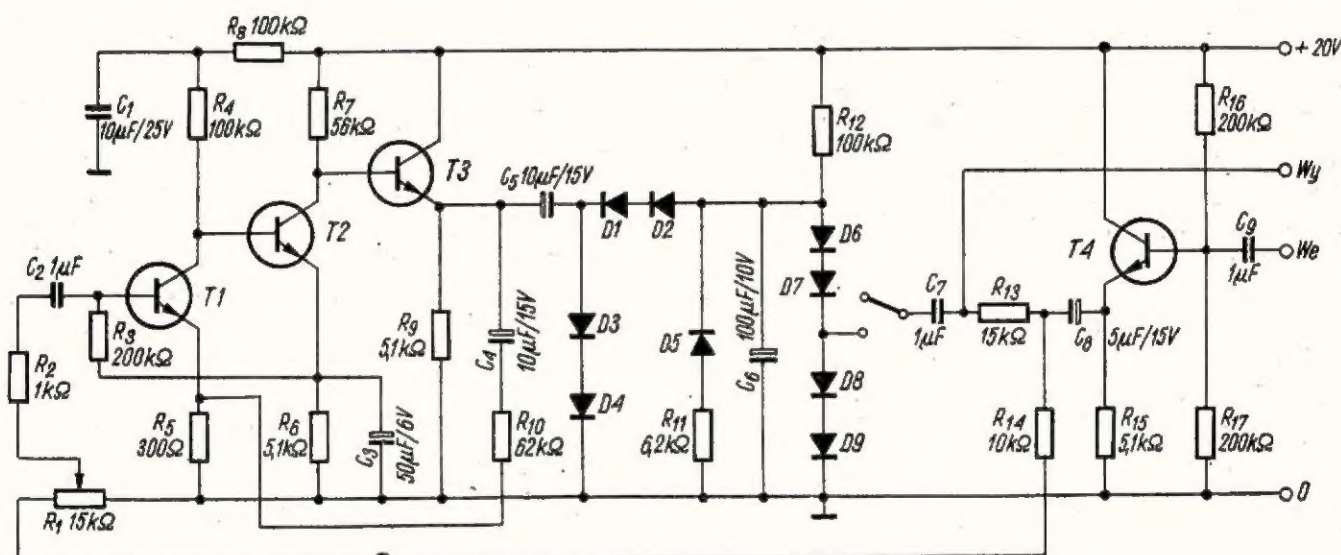 R8 100kΩ
+ 20V
C1
10μF/25V
R4
100kΩ
R7
56kΩ
T3
C5 10μF/15V
R12
100kΩ
R16
200kΩ
Wy
T2
D1
D2
D6
D7
T4
C9
1μF
We
C2 1μF
T1
R3
200kΩ
R2
1kΩ
R9
5,1kΩ
C4
10μF/15V
D3
D5
C6
100μF/10V
C7
1μF
R13
15kΩ
C8
5μF/15V
R5
300Ω
R6
5,1kΩ
C3
50μF/6V
R10
62kΩ
D4
R11
6,2kΩ
D8
D9
R14
10kΩ
R15
5,1kΩ
R17
200kΩ
R1 15kΩ
0